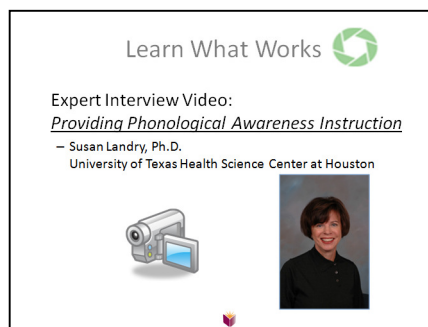 Learn What Works
Expert Interview Video:
Providing Phonological Awareness Instruction
– Susan Landry, Ph.D.
University of Texas Health Science Center at Houston